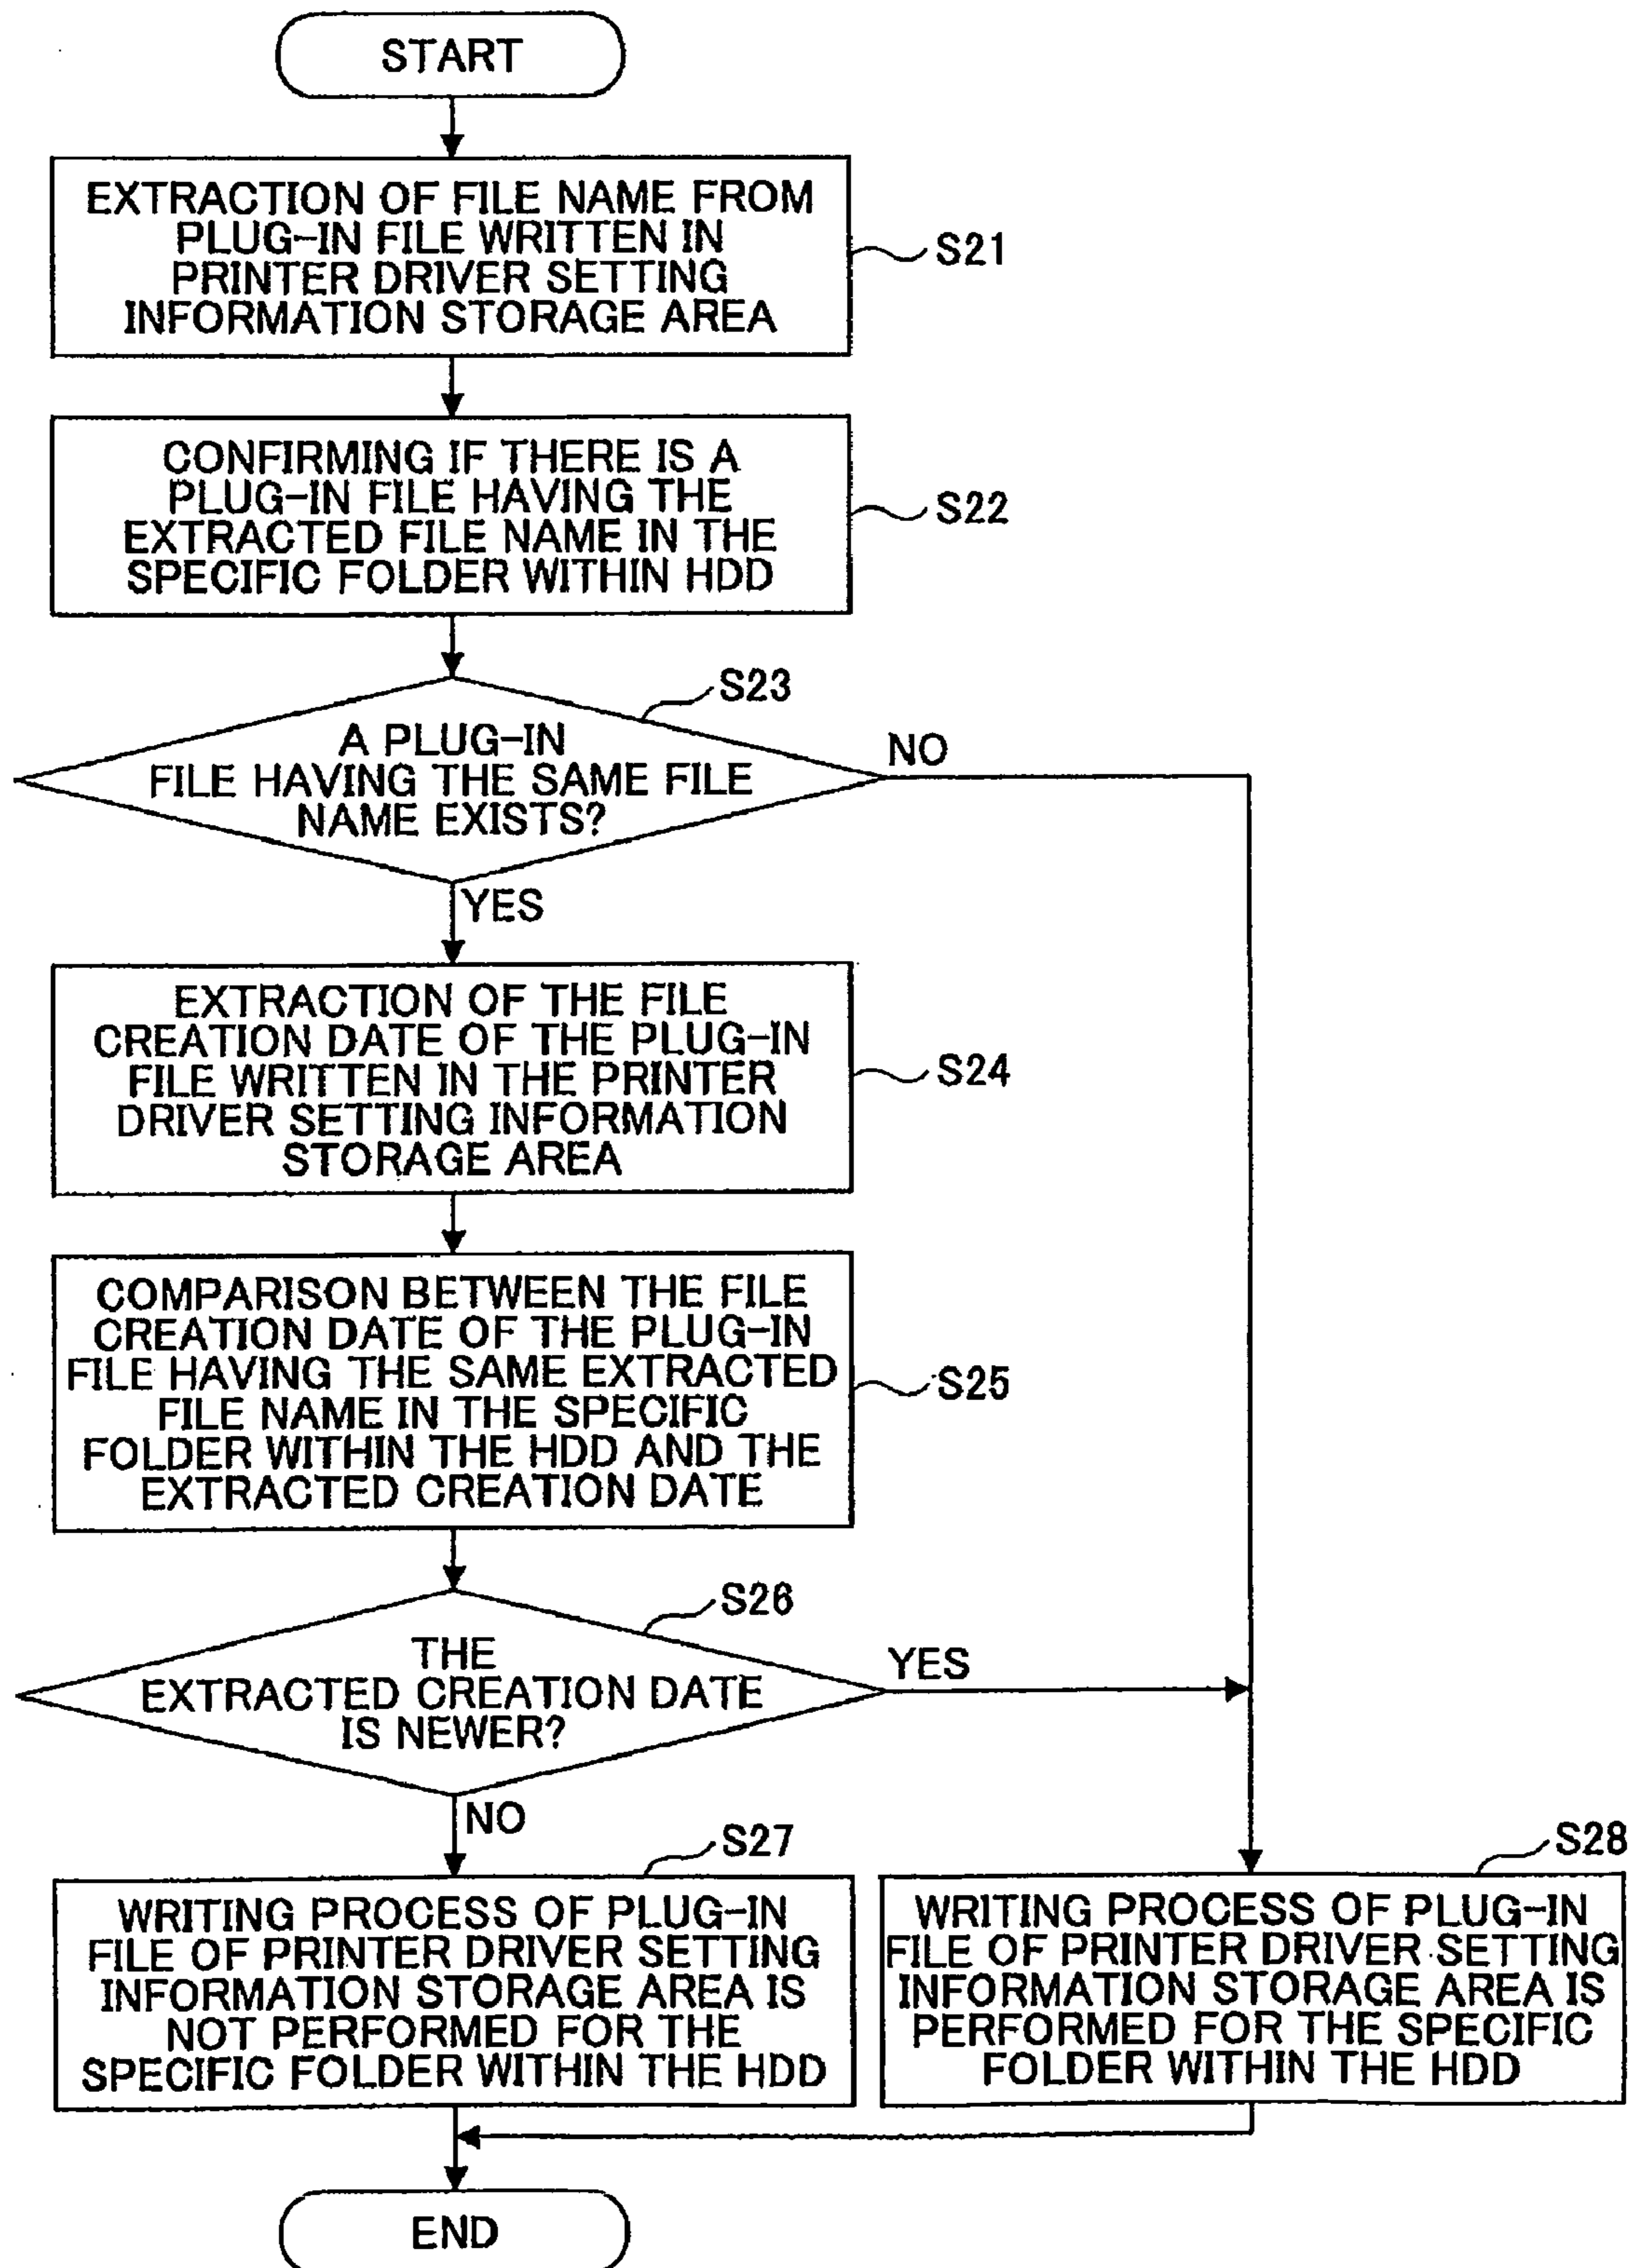 START
EXTRACTION OF FILE NAME FROM
PLUG-IN FILE WRITTEN IN
PRINTER DRIVER SETTING
INFORMATION STORAGE AREA
S21
CONFIRMING IF THERE IS A
PLUG-IN FILE HAVING THE
EXTRACTED FILE NAME IN THE
SPECIFIC FOLDER WITHIN HDD
S22
S23
A PLUG-IN
FILE HAVING THE SAME FILE
NAME EXISTS?
NO
YES
EXTRACTION OF THE FILE
CREATION DATE OF THE PLUG-IN
FILE WRITTEN IN THE PRINTER
DRIVER SETTING INFORMATION
STORAGE AREA
S24
COMPARISON BETWEEN THE FILE
CREATION DATE OF THE PLUG-IN
FILE HAVING THE SAME EXTRACTED
FILE NAME IN THE SPECIFIC
FOLDER WITHIN THE HDD AND THE
EXTRACTED CREATION DATE
S25
S26
THE
EXTRACTED CREATION DATE
IS NEWER?
YES
NO
S27
WRITING PROCESS OF PLUG-IN
FILE OF PRINTER DRIVER SETTING
INFORMATION STORAGE AREA IS
NOT PERFORMED FOR THE
SPECIFIC FOLDER WITHIN THE HDD
S28
WRITING PROCESS OF PLUG-IN
FILE OF PRINTER DRIVER SETTING
INFORMATION STORAGE AREA IS
PERFORMED FOR THE SPECIFIC
FOLDER WITHIN THE HDD
END